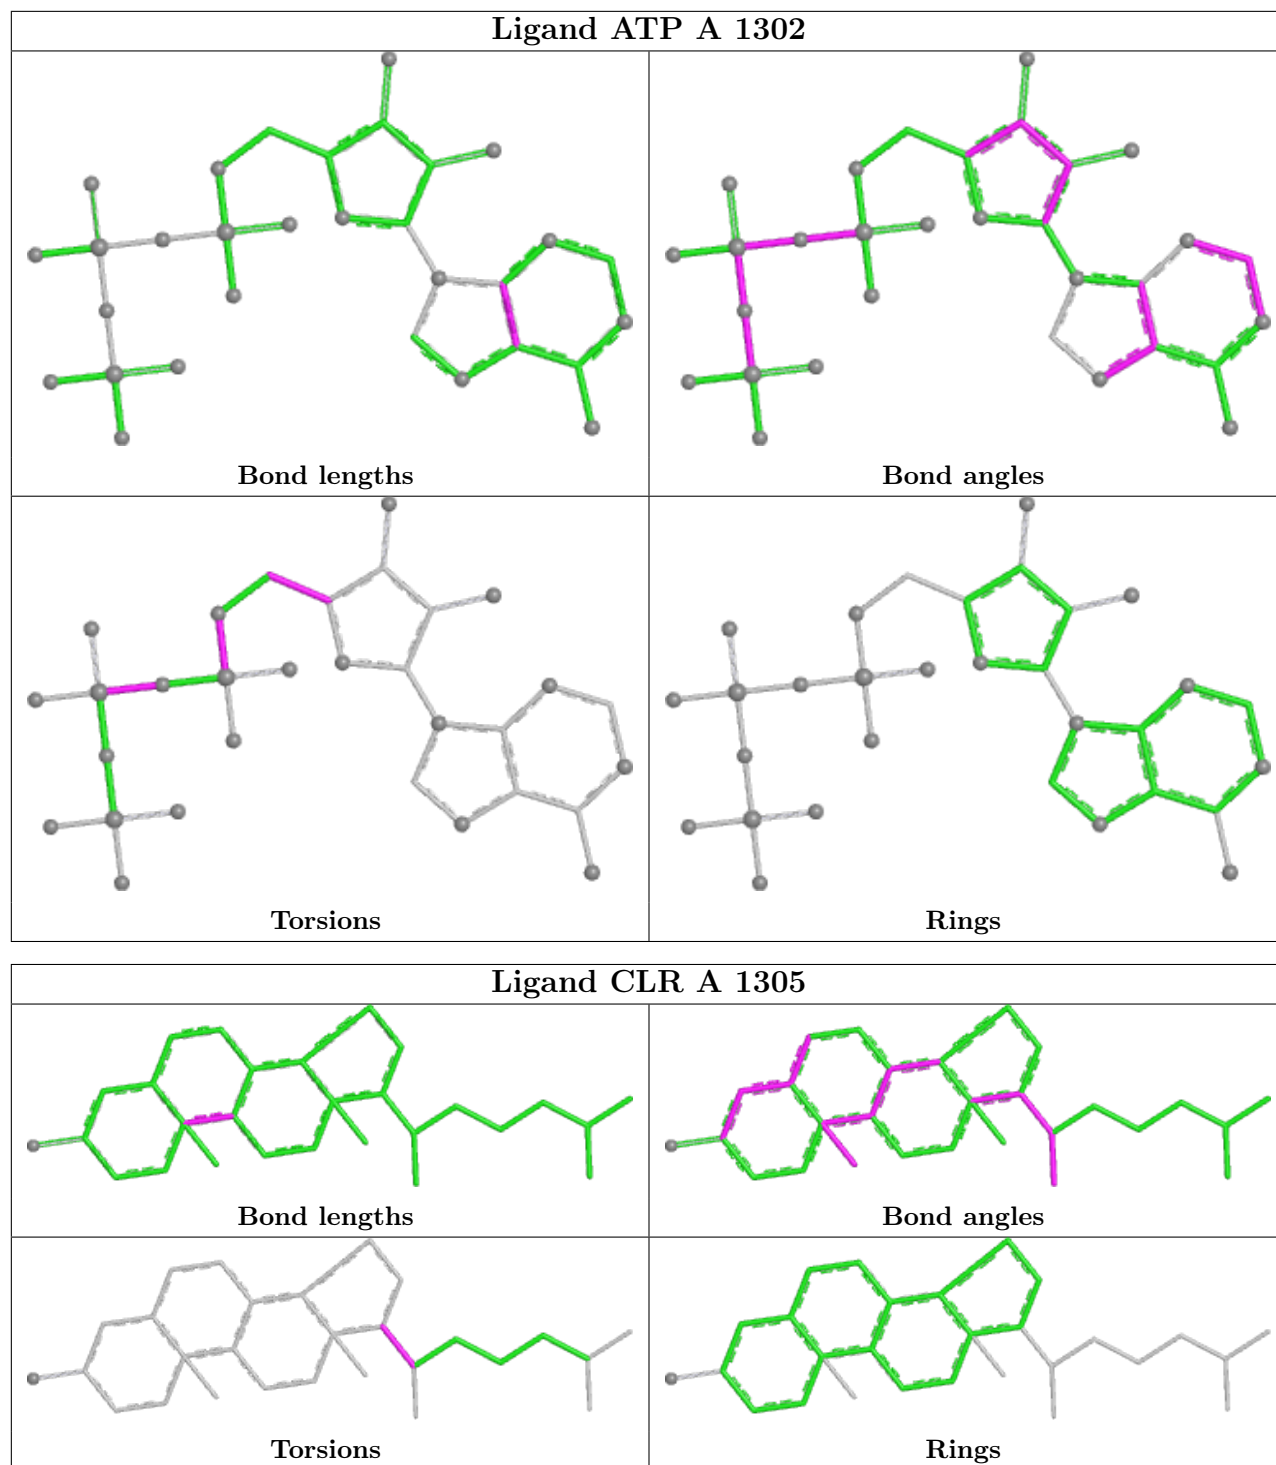 Ligand ATP A 1302
Bond lengths
Bond angles
Torsions
Rings
Ligand CLR A 1305
Bond lengths
Bond angles
Torsions
Rings